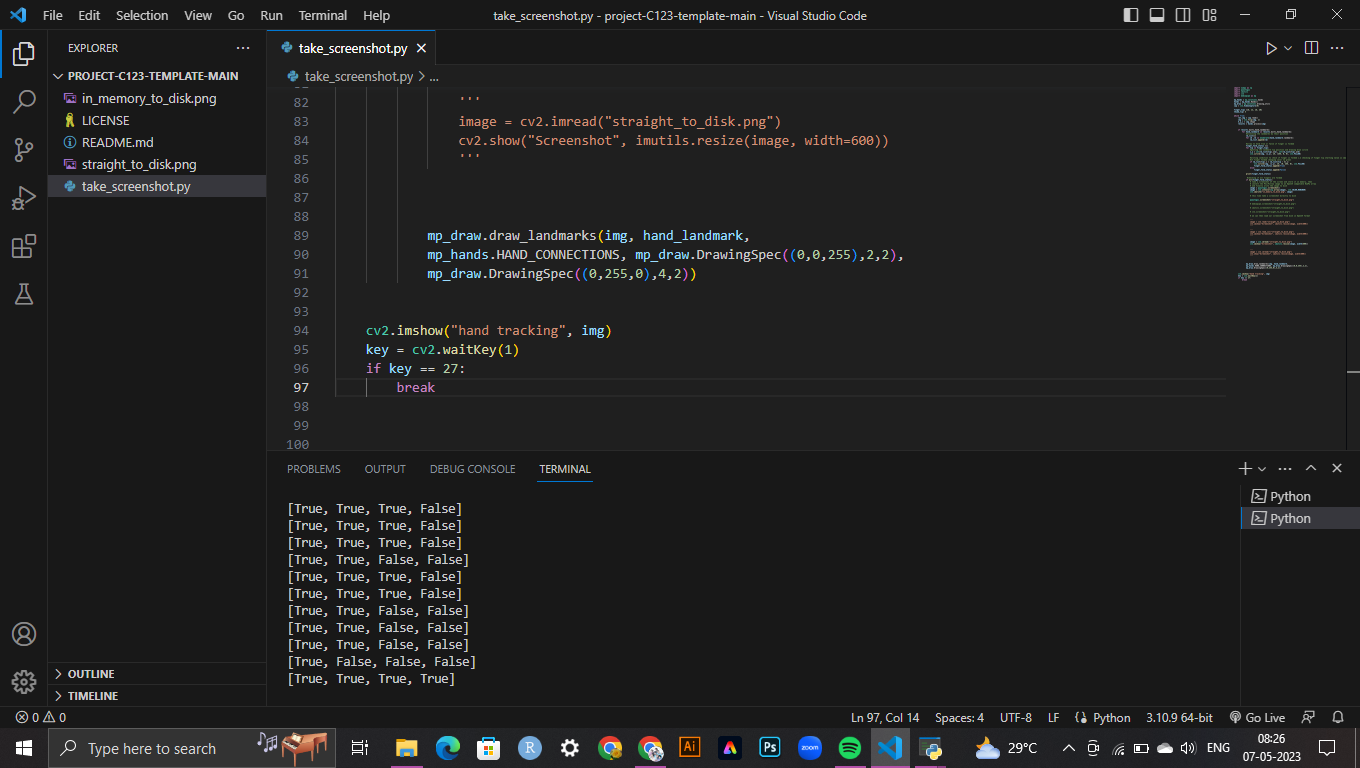 File Edit Selection View Go Run Terminal Help
take_screenshot.py - project-C123-template-main - Visual Studio Code
EXPLORER
PROJECT-C123-TEMPLATE-MAIN
in_memory_to_disk.png
LICENSE
README.md
straight_to_disk.png
take_screenshot.py
OUTLINE
TIMELINE
take_screenshot.py
take_screenshot.py > ...
82 '''
83 image = cv2.imread("straight_to_disk.png")
84 cv2.show("Screenshot", imutils.resize(image, width=600))
85 '''
86
87
88
89 mp_draw.draw_landmarks(img, hand_landmark,
90 mp_hands.HAND_CONNECTIONS, mp_draw.DrawingSpec((0,0,255),2,2),
91 mp_draw.DrawingSpec((0,255,0),4,2))
92
93
94 cv2.imshow("hand tracking", img)
95 key = cv2.waitKey(1)
96 if key == 27:
97 break
98
99
100
PROBLEMS OUTPUT DEBUG CONSOLE TERMINAL
[True, True, True, False]
[True, True, True, False]
[True, True, True, False]
[True, True, False, False]
[True, True, True, False]
[True, True, True, False]
[True, True, False, False]
[True, True, False, False]
[True, True, False, False]
[True, False, False, False]
[True, True, True, True]
Python
Python
0 0
Ln 97, Col 14 Spaces: 4 UTF-8 LF Python 3.10.9 64-bit Go Live
Type here to search
R
Ai
Ps
zoom
29°C
ENG
08:26
07-05-2023